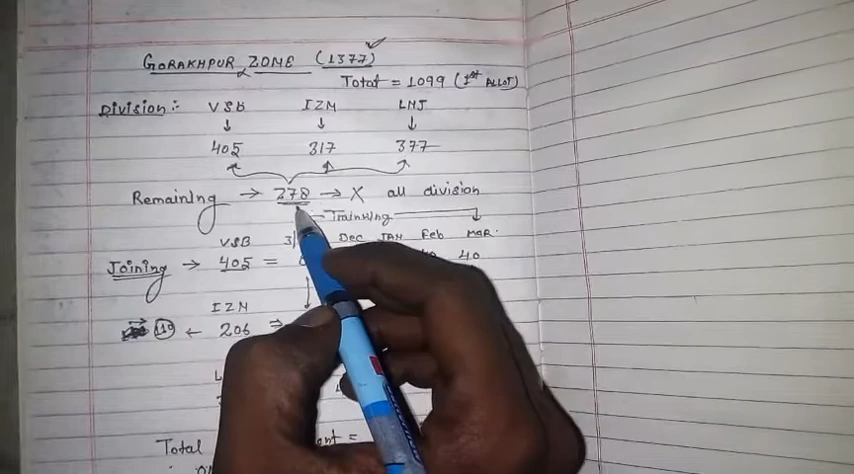 GORAKHPUR ZONE (1377)
Total = 1099 (1st ALLOT)
Division:- VSB IZN LNJ
↓ ↓ ↓
405 317 377
Remaining → 278 → X all division
Training
VSB Dec JAN Feb MAR.
Joining → 405 = 40
IZN
119 ← 206 ⇒
Total =